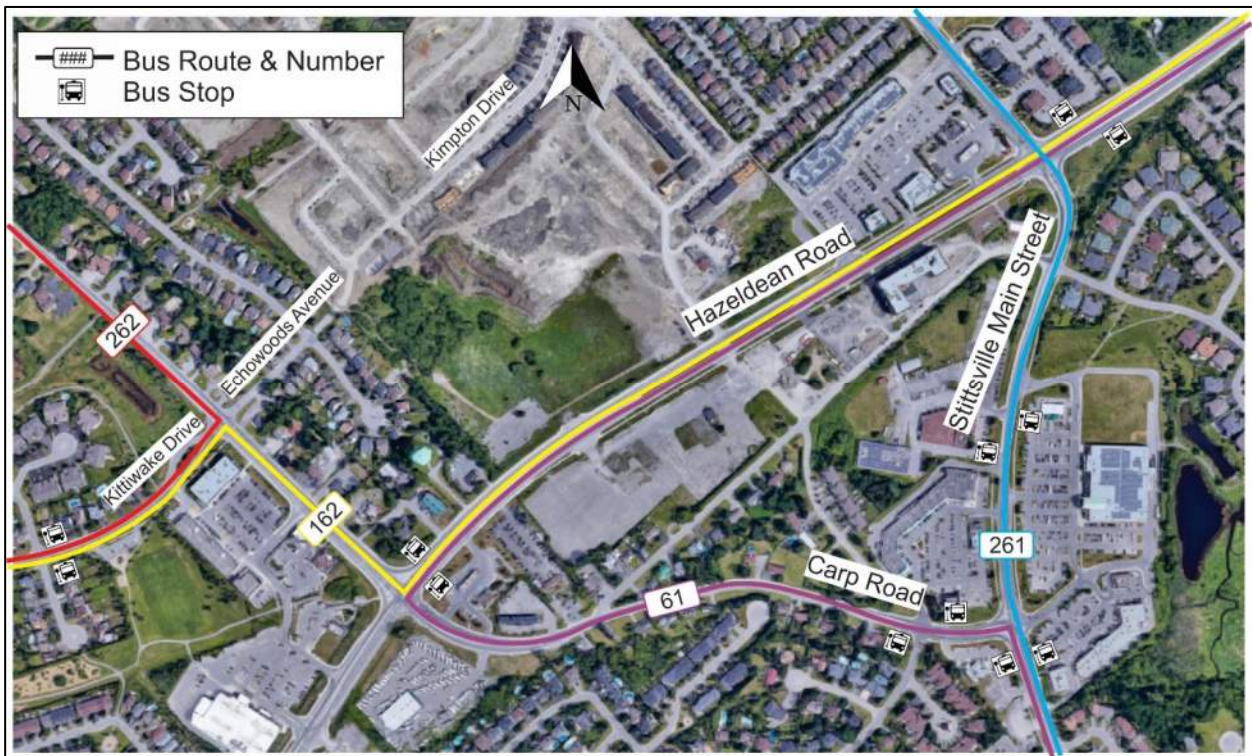 ### Bus Route & Number
Bus Stop
N
Kimpton Drive
Hazeldean Road
Stittsville Main Street
Echowoods Avenue
262
Kittiwake Drive
162
261
Carp Road
61